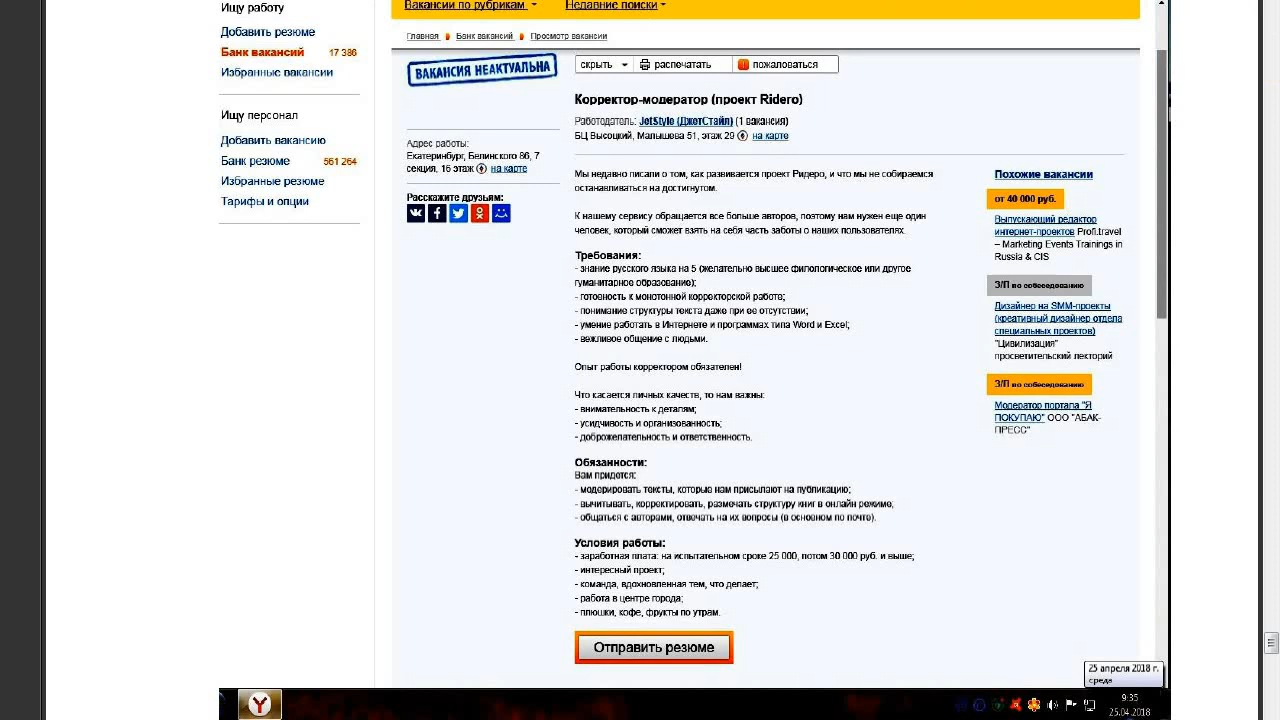 Ищу работу
Добавить резюме
Банк вакансий 17 386
Избранные вакансии
Ищу персонал
Добавить вакансию
Банк резюме 561 264
Избранные резюме
Тарифы и опции
Вакансии по рубрикам
Недавние поиски
Главная Банк вакансий Просмотр вакансии
ВАКАНСИЯ НЕАКТУАЛЬНА
скрыть распечатать пожаловаться
Адрес работы:
Екатеринбург, Белинского 86, 7
секция, 16 этаж на карте
Расскажите друзьям:
Корректор-модератор (проект Ridero)
Работодатель: JetStyle (ДжетСтайл) (1 вакансия)
БЦ Высоцкий, Малышева 51, этаж 29 на карте
Мы недавно писали о том, как развивается проект Ридеро, и что мы не собираемся
останавливаться на достигнутом.
К нашему сервису обращается все больше авторов, поэтому нам нужен еще один
человек, который сможет взять на себя часть заботы о наших пользователях.
Требования:
- знание русского языка на 5 (желательно высшее филологическое или другое
гуманитарное образование);
- готовность к монотонной корректорской работе;
- понимание структуры текста даже при ее отсутствии;
- умение работать в Интернете и программах типа Word и Excel;
- вежливое общение с людьми.
Опыт работы корректором обязателен!
Что касается личных качеств, то нам важны:
- внимательность к деталям;
- усидчивость и организованность;
- доброжелательность и ответственность.
Обязанности:
Вам придется:
- модерировать тексты, которые нам присылают на публикацию;
- вычитывать, корректировать, размечать структуру книг в онлайн режиме;
- общаться с авторами, отвечать на их вопросы (в основном по почте).
Условия работы:
- заработная плата: на испытательном сроке 25 000, потом 30 000 руб. и выше;
- интересный проект;
- команда, вдохновленная тем, что делает;
- работа в центре города;
- плюшки, кофе, фрукты по утрам.
Отправить резюме
Похожие вакансии
от 40 000 руб.
Выпускающий редактор
интернет-проектов Profi.travel
– Marketing Events Trainings in
Russia & CIS
З/П по собеседованию
Дизайнер на SMM-проекты
(креативный дизайнер отдела
специальных проектов)
"Цивилизация"
просветительский лекторий
З/П по собеседованию
Модератор портала "Я
ПОКУПАЮ" ООО "АБАК-
ПРЕСС"
25 апреля 2018 г.
среда
9:35
25.04.2018